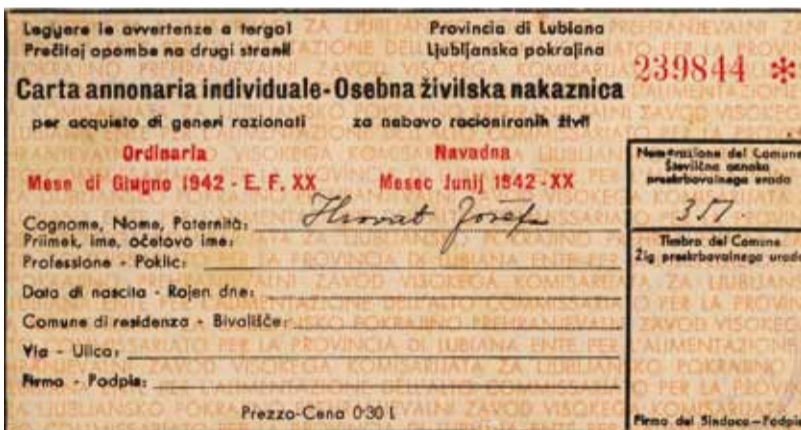 Leggere le avvertenze a tergo!
Prečitaj opombe na drugi strani!
Provincia di Lubiana
Ljubljanska pokrajina
239844 *
Carta annonaria individuale - Osebna živilska nakaznica
per acquisto di generi razionati za nabavo racioniranih živil
Ordinaria Navadna
Mese di Giugno 1942 - E. F. XX Mesec Junij 1942 - XX
Cognome, Nome, Paternità: Hrovat Jožef
Priimek, ime, očetovo ime:
Professione - Poklic:
Data di nascita - Rojen dne:
Comune di residenza - Bivališče:
Via - Ulica:
Firma - Podpis:
Prezzo-Cena 0·30 L
Numerazione del Comune
Številčna oznaka
preskrbovalnega urada
351.
Timbro del Comune
Žig preskrbovalnega urada
Firma del Sindaco - Podpis